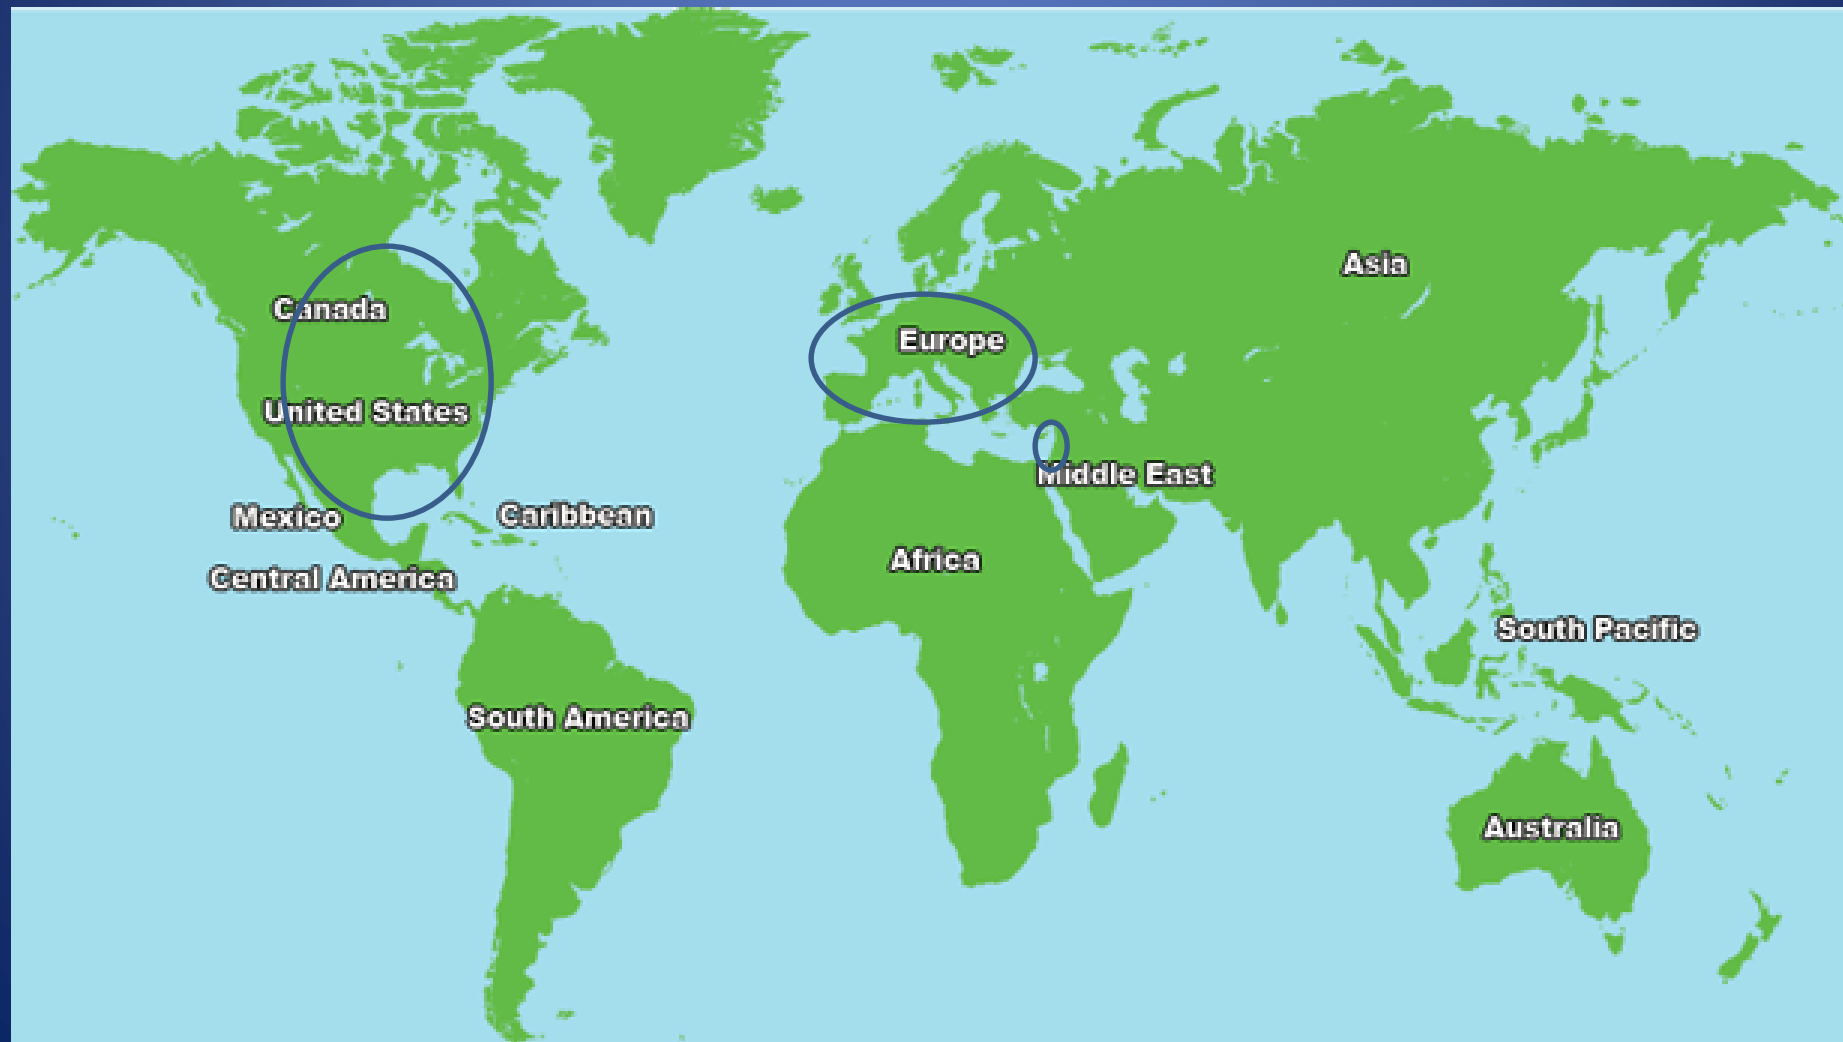 Asia
Canada
Europe
United States
Middle East
Mexico
Caribbean
Africa
Central America
South Pacific
South America
Australia